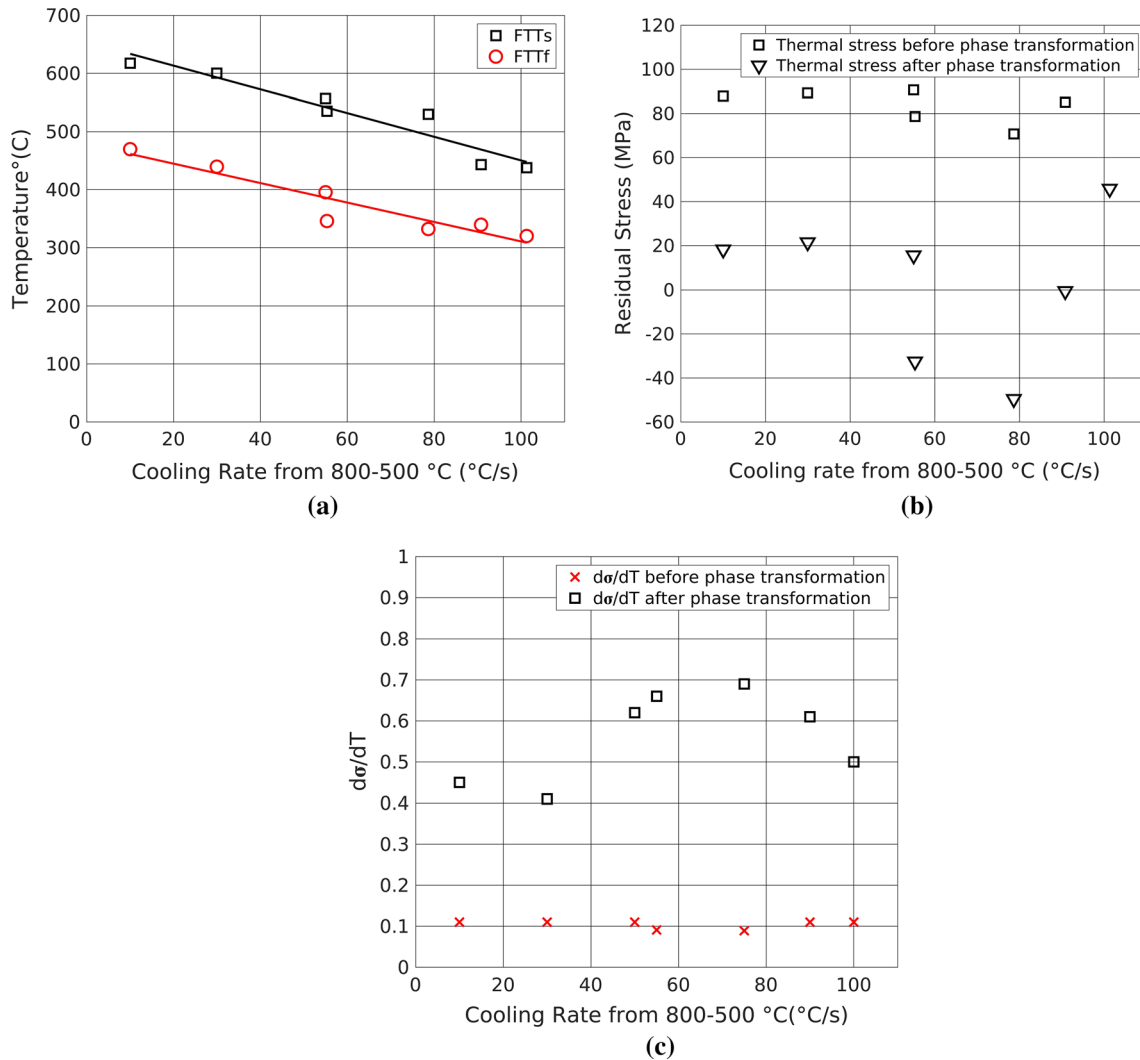 700
600
500
400
300
200
100
0
0 20 40 60 80 100
Temperature°(C)
FTTs
FTTf
Cooling Rate from 800-500 °C (°C/s)
(a)
120
100
80
60
40
20
0
-20
-40
-60
0 20 40 60 80 100
Residual Stress (MPa)
Thermal stress before phase transformation
Thermal stress after phase transformation
Cooling rate from 800-500 °C (°C/s)
(b)
1
0.9
0.8
0.7
0.6
0.5
0.4
0.3
0.2
0.1
0
0 20 40 60 80 100
dσ/dT
dσ/dT before phase transformation
dσ/dT after phase transformation
Cooling Rate from 800-500 °C(°C/s)
(c)